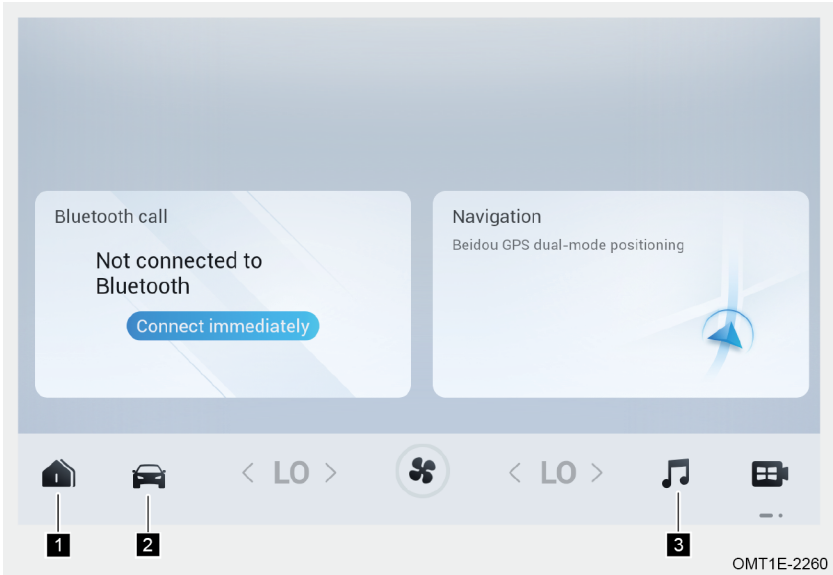 Bluetooth call
Not connected to
Bluetooth
Connect immediately
Navigation
Beidou GPS dual-mode positioning
< LO >
< LO >
1
2
3
OMT1E-2260